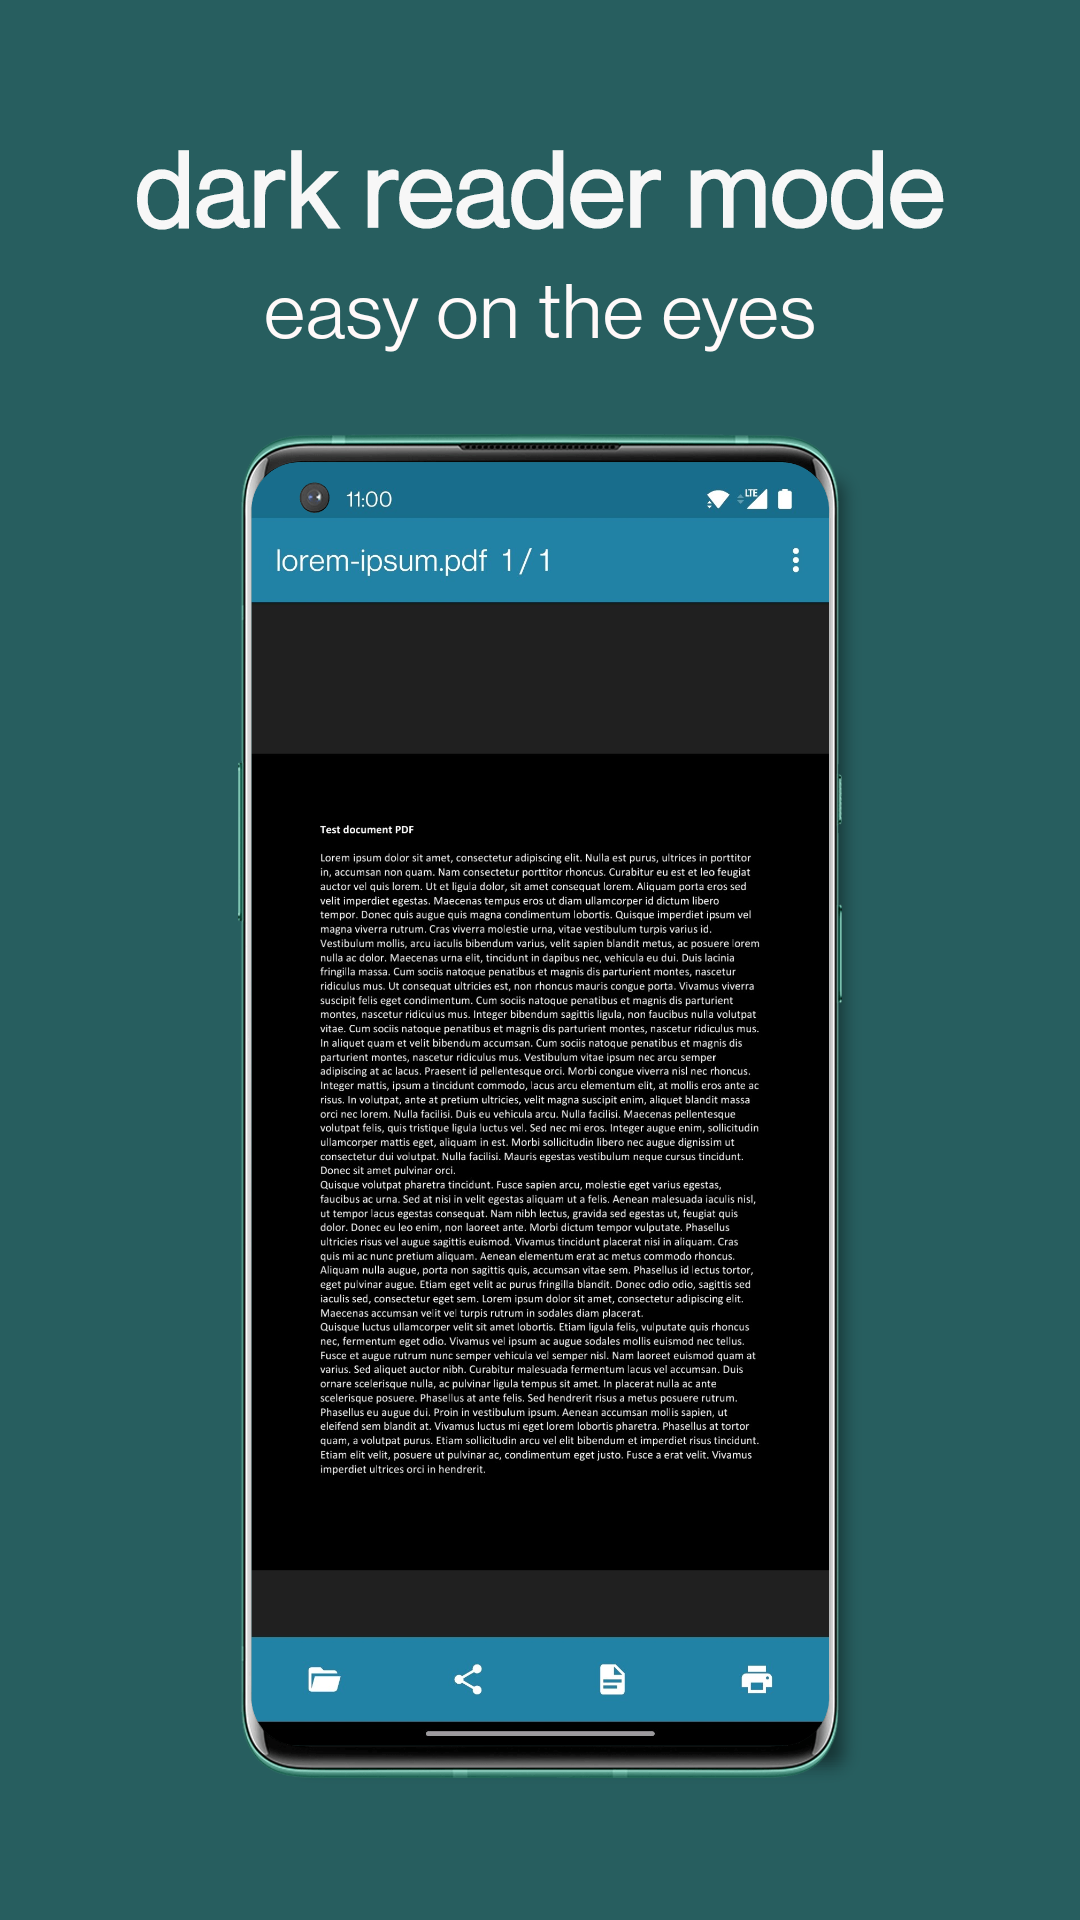 dark reader mode
easy on the eyes
11:00
LTE
lorem-ipsum.pdf 1 / 1
Test document PDF
Lorem ipsum dolor sit amet, consectetur adipiscing elit. Nulla est purus, ultrices in porttitor
in, accumsan non quam. Nam consectetur porttitor rhoncus. Curabitur eu est et leo feugiat
auctor vel quis lorem. Ut et ligula dolor, sit amet consequat lorem. Aliquam porta eros sed
velit imperdiet egestas. Maecenas tempus eros ut diam ullamcorper id dictum libero
tempor. Donec quis augue quis magna condimentum lobortis. Quisque imperdiet ipsum vel
magna viverra rutrum. Cras viverra molestie urna, vitae vestibulum turpis varius id.
Vestibulum mollis, arcu iaculis bibendum varius, velit sapien blandit metus, ac posuere lorem
nulla ac dolor. Maecenas urna elit, tincidunt in dapibus nec, vehicula eu dui. Duis lacinia
fringilla massa. Cum sociis natoque penatibus et magnis dis parturient montes, nascetur
ridiculus mus. Ut consequat ultricies est, non rhoncus mauris congue porta. Vivamus viverra
suscipit felis eget condimentum. Cum sociis natoque penatibus et magnis dis parturient
montes, nascetur ridiculus mus. Integer bibendum sagittis ligula, non faucibus nulla volutpat
vitae. Cum sociis natoque penatibus et magnis dis parturient montes, nascetur ridiculus mus.
In aliquet quam et velit bibendum accumsan. Cum sociis natoque penatibus et magnis dis
parturient montes, nascetur ridiculus mus. Vestibulum vitae ipsum nec arcu semper
adipiscing at ac lacus. Praesent id pellentesque orci. Morbi congue viverra nisl nec rhoncus.
Integer mattis, ipsum a tincidunt commodo, lacus arcu elementum elit, at mollis eros ante ac
risus. In volutpat, ante at pretium ultricies, velit magna suscipit enim, aliquet blandit massa
orci nec lorem. Nulla facilisi. Duis eu vehicula arcu. Nulla facilisi. Maecenas pellentesque
volutpat felis, quis tristique ligula luctus vel. Sed nec mi eros. Integer augue enim, sollicitudin
ullamcorper mattis eget, aliquam in est. Morbi sollicitudin libero nec augue dignissim ut
consectetur dui volutpat. Nulla facilisi. Mauris egestas vestibulum neque cursus tincidunt.
Donec sit amet pulvinar orci.
Quisque volutpat pharetra tincidunt. Fusce sapien arcu, molestie eget varius egestas,
faucibus ac urna. Sed at nisi in velit egestas aliquam ut a felis. Aenean malesuada iaculis nisl,
ut tempor lacus egestas consequat. Nam nibh lectus, gravida sed egestas ut, feugiat quis
dolor. Donec eu leo enim, non laoreet ante. Morbi dictum tempor vulputate. Phasellus
ultricies risus vel augue sagittis euismod. Vivamus tincidunt placerat nisi in aliquam. Cras
quis mi ac nunc pretium aliquam. Aenean elementum erat ac metus commodo rhoncus.
Aliquam nulla augue, porta non sagittis quis, accumsan vitae sem. Phasellus id lectus tortor,
eget pulvinar augue. Etiam eget velit ac purus fringilla blandit. Donec odio odio, sagittis sed
iaculis sed, consectetur eget sem. Lorem ipsum dolor sit amet, consectetur adipiscing elit.
Maecenas accumsan velit vel turpis rutrum in sodales diam placerat.
Quisque luctus ullamcorper velit sit amet lobortis. Etiam ligula felis, vulputate quis rhoncus
nec, fermentum eget odio. Vivamus vel ipsum ac augue sodales mollis euismod nec tellus.
Fusce et augue rutrum nunc semper vehicula vel semper nisl. Nam laoreet euismod quam at
varius. Sed aliquet auctor nibh. Curabitur malesuada fermentum lacus vel accumsan. Duis
ornare scelerisque nulla, ac pulvinar ligula tempus sit amet. In placerat nulla ac ante
scelerisque posuere. Phasellus at ante felis. Sed hendrerit risus a metus posuere rutrum.
Phasellus eu augue dui. Proin in vestibulum ipsum. Aenean accumsan mollis sapien, ut
eleifend sem blandit at. Vivamus luctus mi eget lorem lobortis pharetra. Phasellus at tortor
quam, a volutpat purus. Etiam sollicitudin arcu vel elit bibendum et imperdiet risus tincidunt.
Etiam elit velit, posuere ut pulvinar ac, condimentum eget justo. Fusce a erat velit. Vivamus
imperdiet ultrices orci in hendrerit.